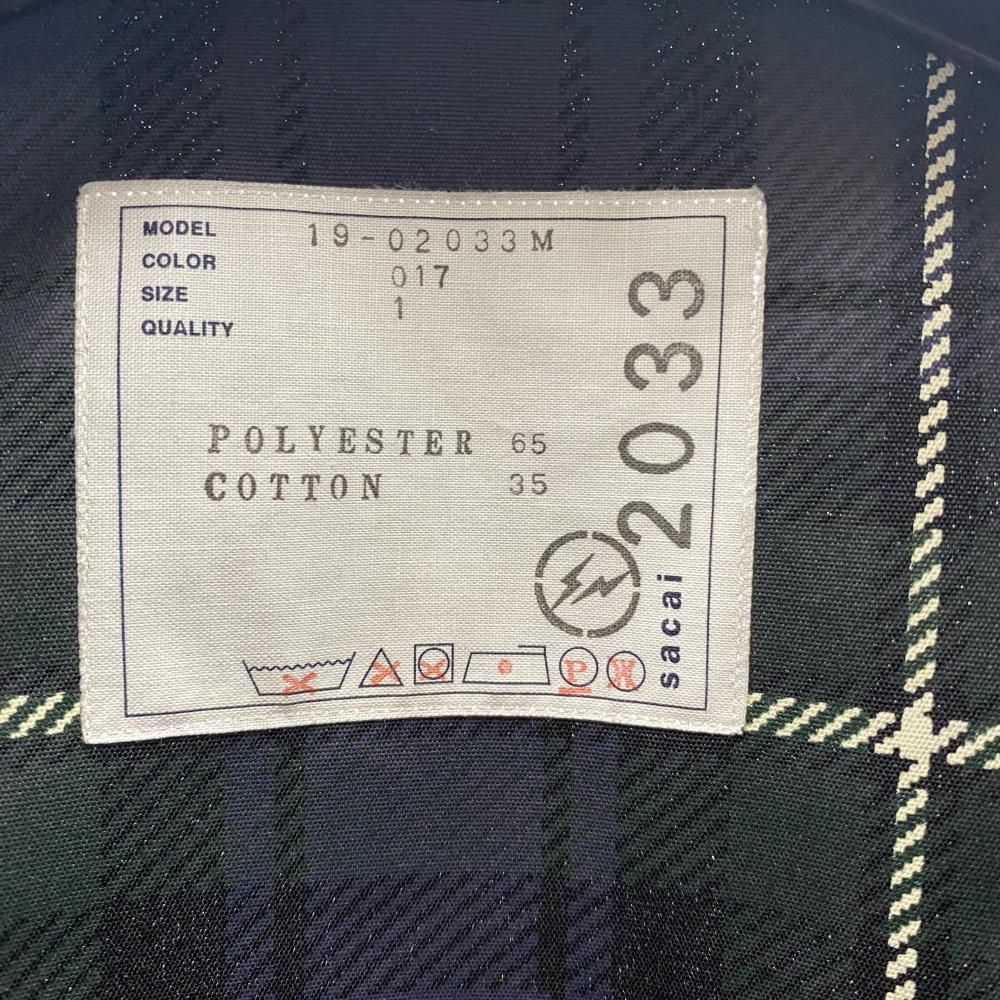 MODEL 19-02033M
COLOR 017
SIZE 1
QUALITY
POLYESTER 65
COTTON 35
sacai 2033
P
W